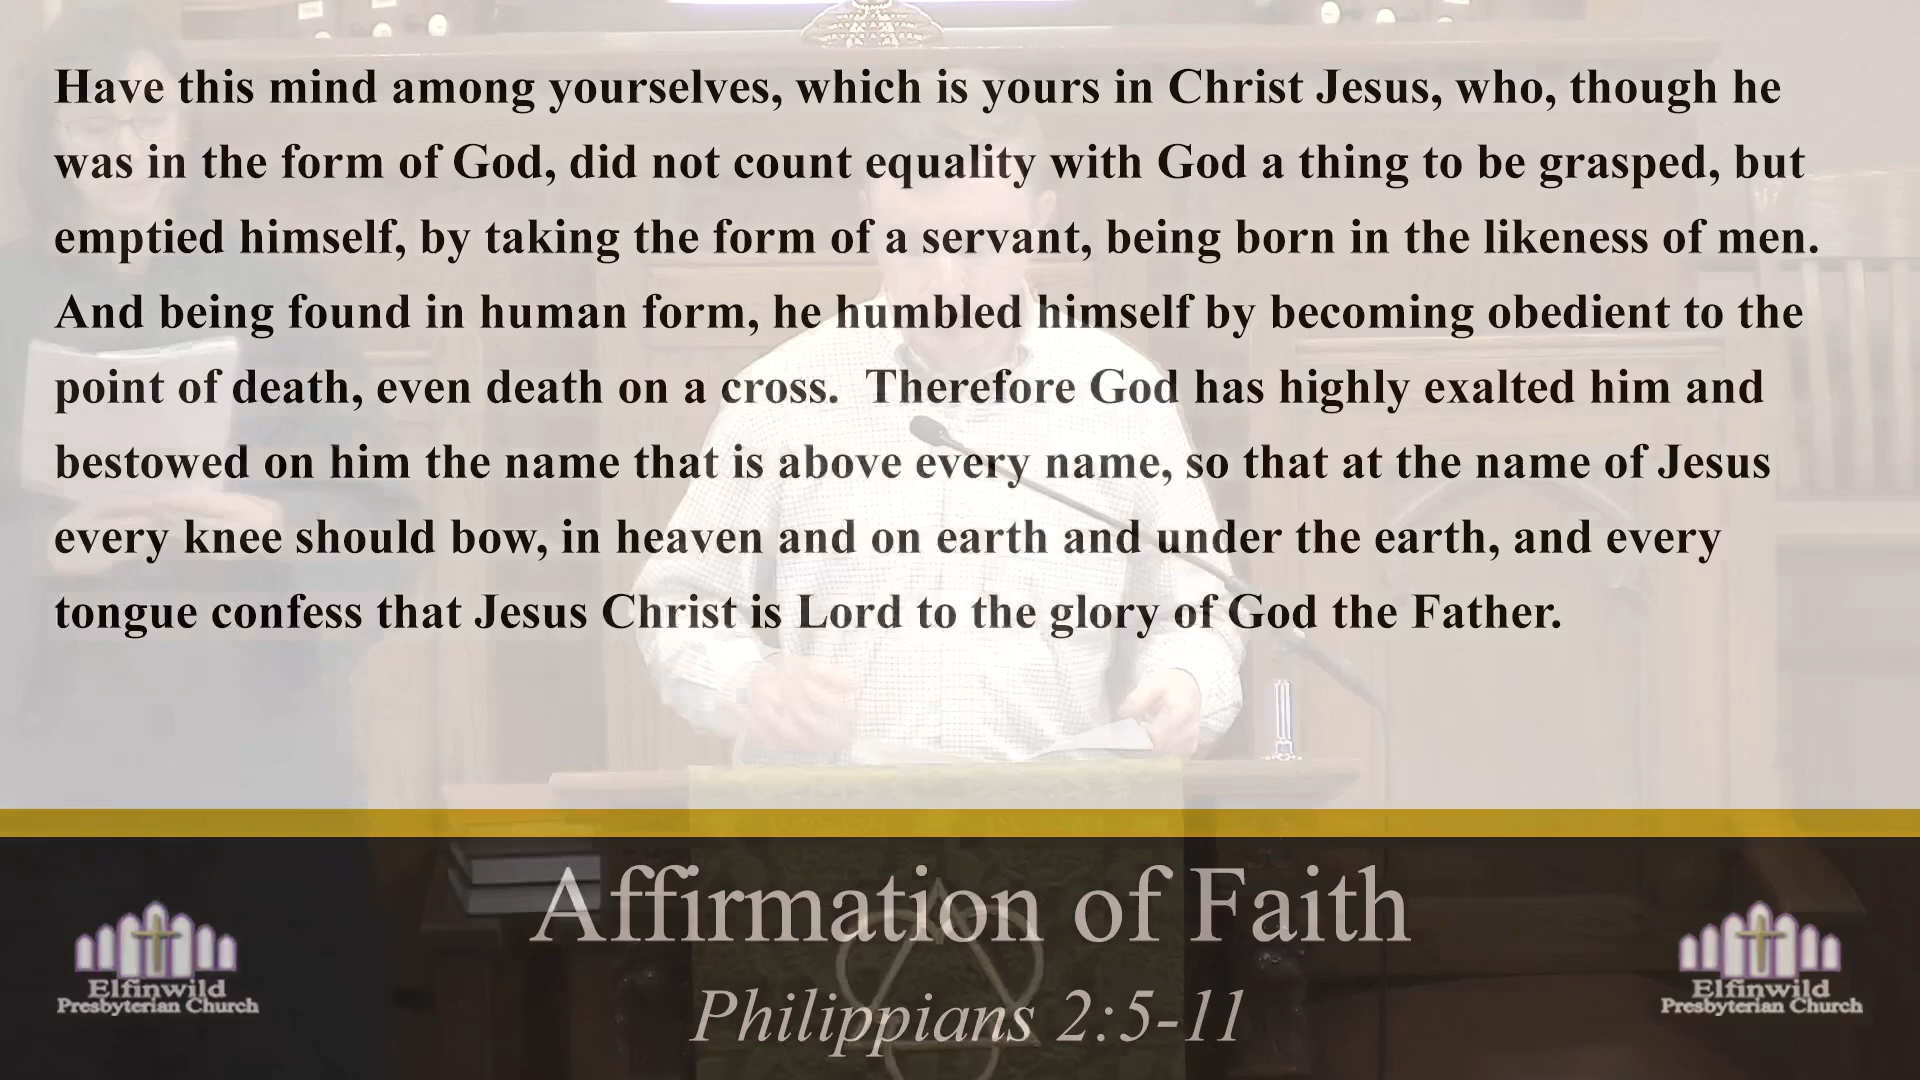 Have this mind among yourselves, which is yours in Christ Jesus, who, though he
was in the form of God, did not count equality with God a thing to be grasped, but
emptied himself, by taking the form of a servant, being born in the likeness of men.
And being found in human form, he humbled himself by becoming obedient to the
point of death, even death on a cross.  Therefore God has highly exalted him and
bestowed on him the name that is above every name, so that at the name of Jesus
every knee should bow, in heaven and on earth and under the earth, and every
tongue confess that Jesus Christ is Lord to the glory of God the Father.
Affirmation of Faith
Philippians 2:5-11
Elfinwild
Presbyterian Church
Elfinwild
Presbyterian Church